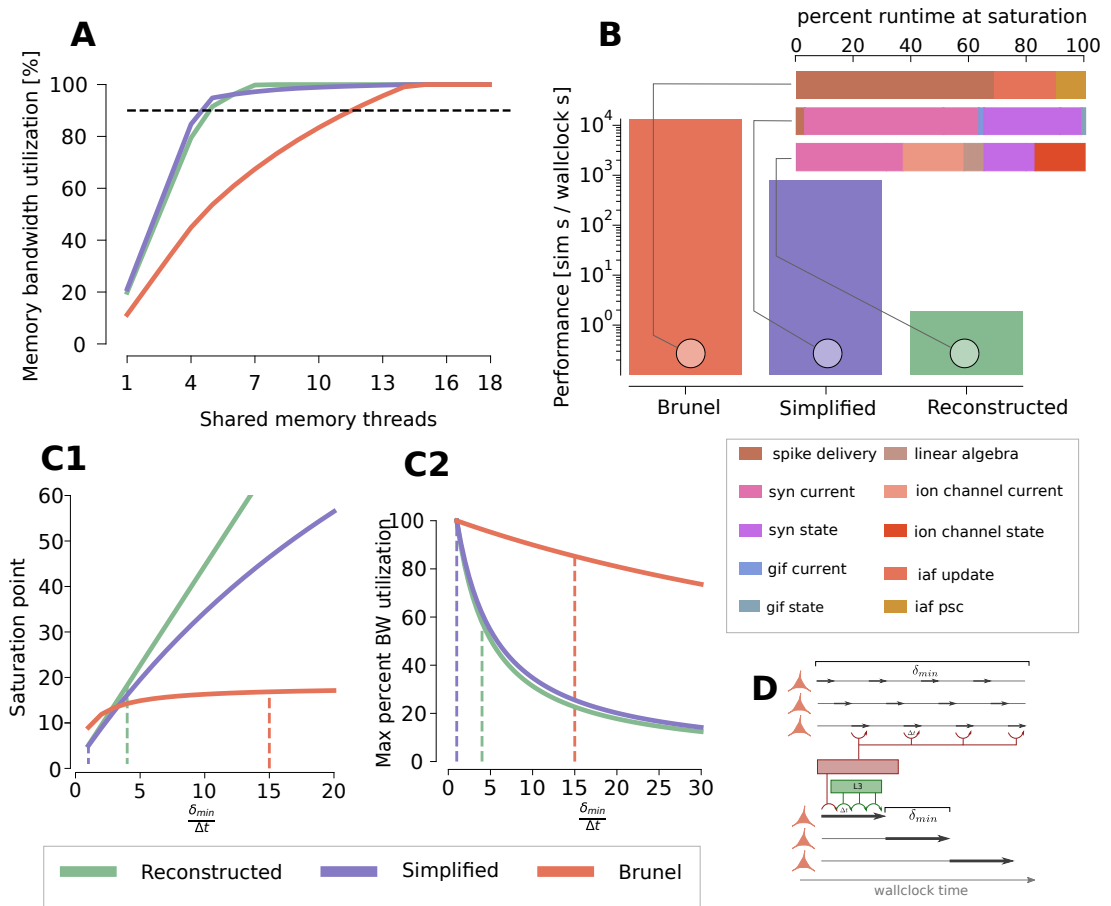 A
Memory bandwidth utilization [%]
100
80
60
40
20
0
1 4 7 10 13 16 18
Shared memory threads
B
percent runtime at saturation
0 20 40 60 80 100
Performance [sim s / wallclock s]
10^4
10^3
10^2
10^1
10^0
Brunel Simplified Reconstructed
spike delivery linear algebra
syn current ion channel current
syn state ion channel state
gif current iaf update
gif state iaf psc
C1
Saturation point
60
50
40
30
20
10
0
0 5 10 15 20
δmin
Δt
C2
Max percent BW utilization
100
80
60
40
20
0
0 5 10 15 20 25 30
δmin
Δt
D
δmin
Δt
L3
Δt
δmin
wallclock time
Reconstructed Simplified Brunel